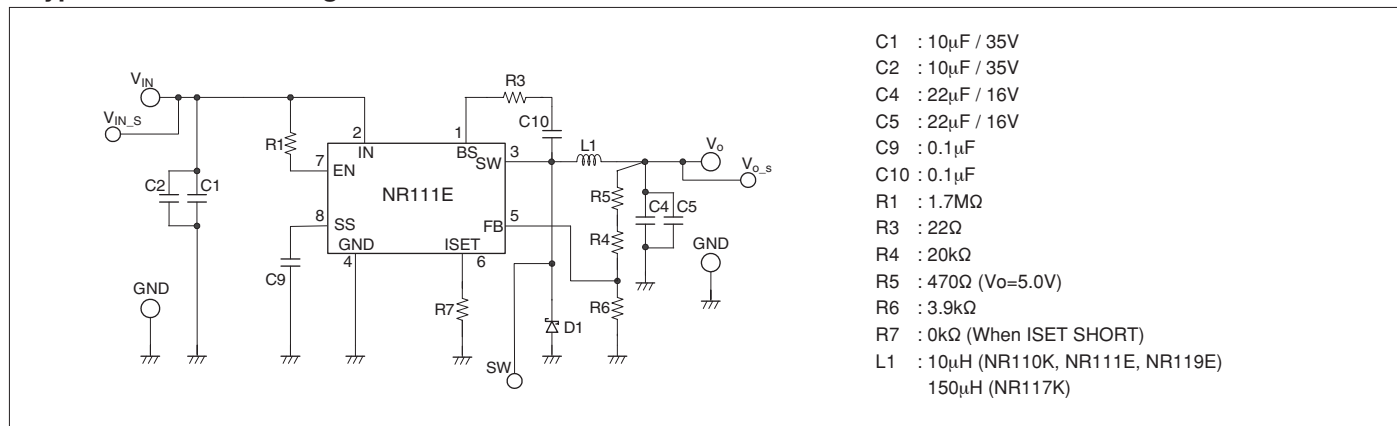 V_IN
V_IN_S
R3
C10
R1
2
IN
1
BS
7
EN
SW
3
L1
V_o
V_o_s
NR111E
C2
C1
R5
C4
C5
8
SS
FB
5
R4
GND
GND
4
ISET
6
C9
GND
R7
R6
D1
SW
C1 : 10μF / 35V
C2 : 10μF / 35V
C4 : 22μF / 16V
C5 : 22μF / 16V
C9 : 0.1μF
C10 : 0.1μF
R1 : 1.7MΩ
R3 : 22Ω
R4 : 20kΩ
R5 : 470Ω (Vo=5.0V)
R6 : 3.9kΩ
R7 : 0kΩ (When ISET SHORT)
L1 : 10μH (NR110K, NR111E, NR119E)
150μH (NR117K)